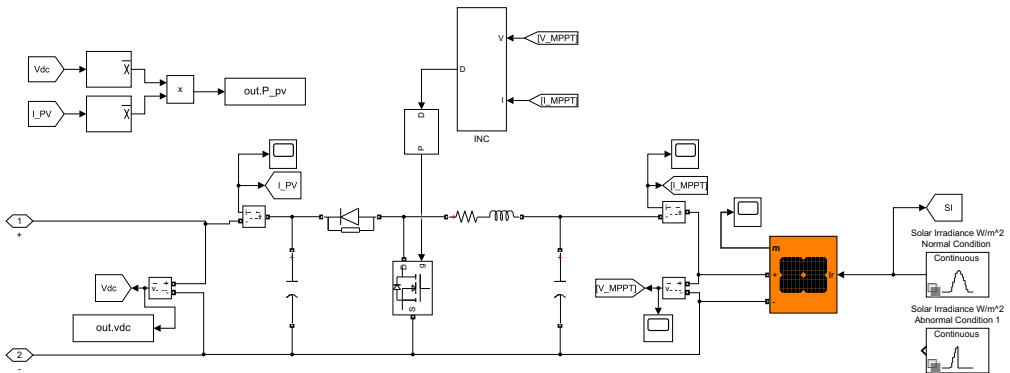 V
[V_MPPT]
D
I
[I_MPPT]
INC
Vdc
x
x
out.P_pv
I_PV
x
D
P
I_PV
i
+
-
[I_MPPT]
i
+
-
SI
Solar Irradiance W/m^2
Normal Condition
Continuous
m
+
Ir
-
1
+
Vdc
v
+
-
out.vdc
D
g
S
[V_MPPT]
v
+
-
Solar Irradiance W/m^2
Abnormal Condition 1
Continuous
2
-